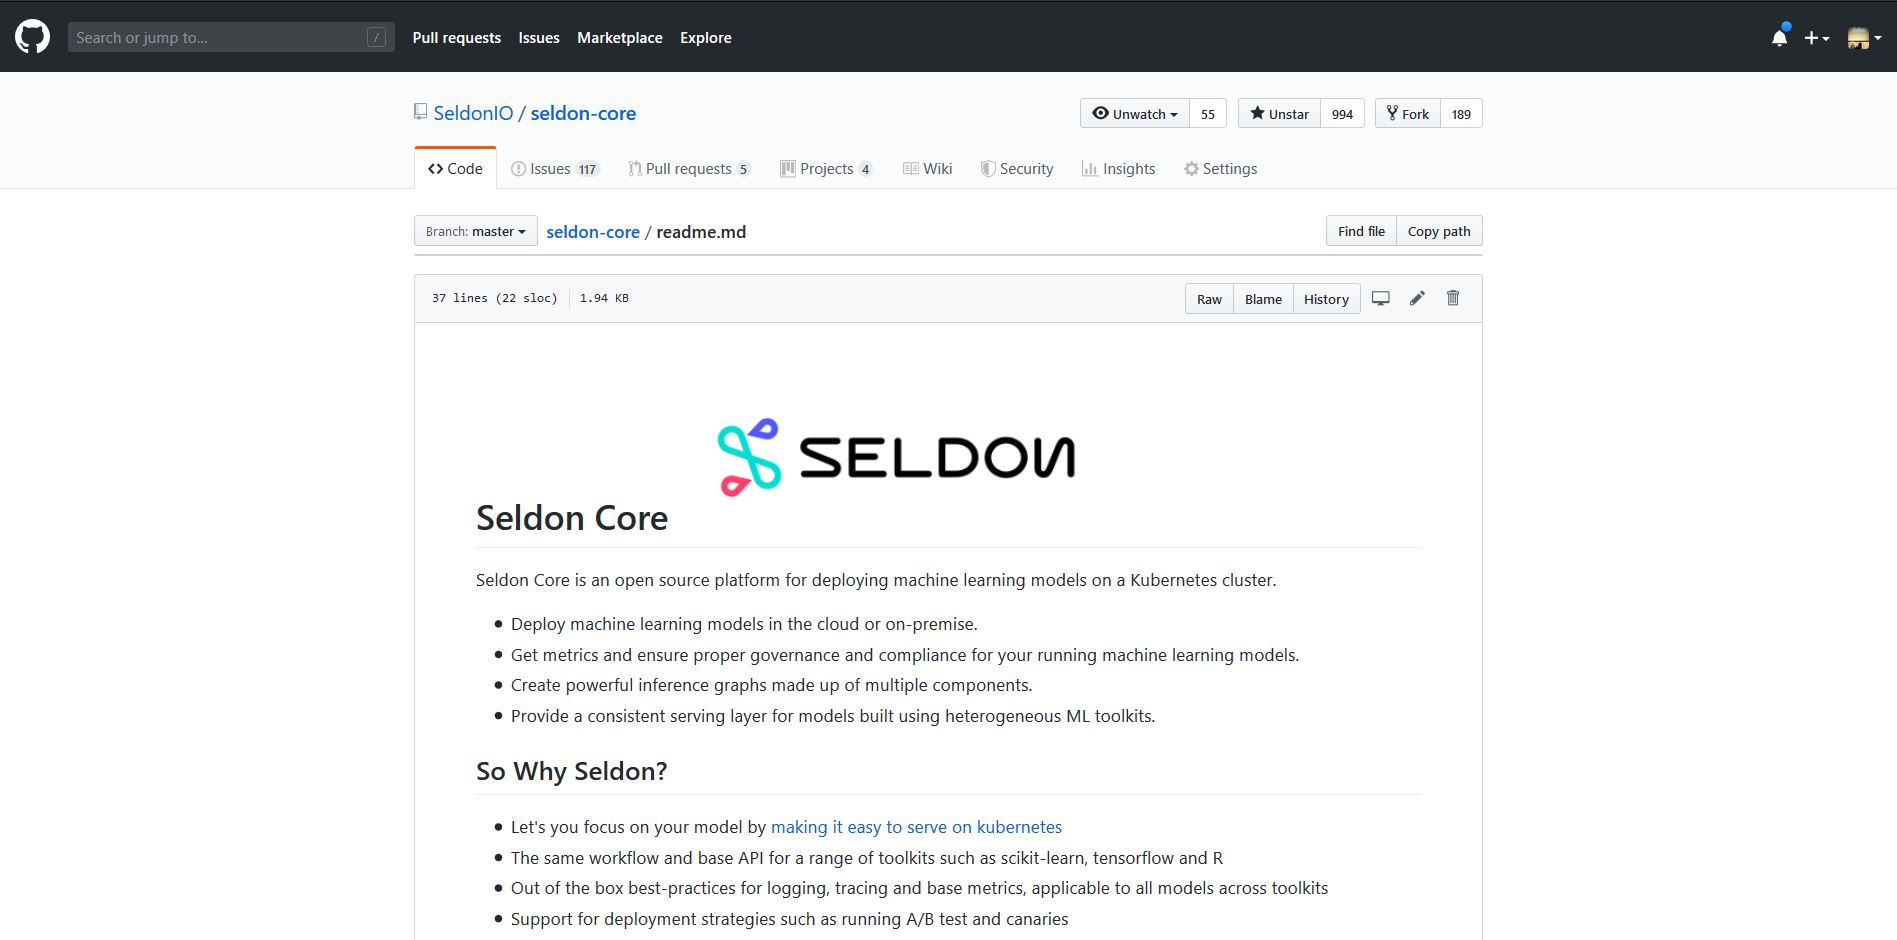 Search or jump to... /
Pull requests Issues Marketplace Explore
SeldonIO / seldon-core
Unwatch 55 Unstar 994 Fork 189
Code Issues 117 Pull requests 5 Projects 4 Wiki Security Insights Settings
Branch: master seldon-core / readme.md Find file Copy path
37 lines (22 sloc) 1.94 KB Raw Blame History
SELDON
Seldon Core
Seldon Core is an open source platform for deploying machine learning models on a Kubernetes cluster.
• Deploy machine learning models in the cloud or on-premise.
• Get metrics and ensure proper governance and compliance for your running machine learning models.
• Create powerful inference graphs made up of multiple components.
• Provide a consistent serving layer for models built using heterogeneous ML toolkits.
So Why Seldon?
• Let's you focus on your model by making it easy to serve on kubernetes
• The same workflow and base API for a range of toolkits such as scikit-learn, tensorflow and R
• Out of the box best-practices for logging, tracing and base metrics, applicable to all models across toolkits
• Support for deployment strategies such as running A/B test and canaries